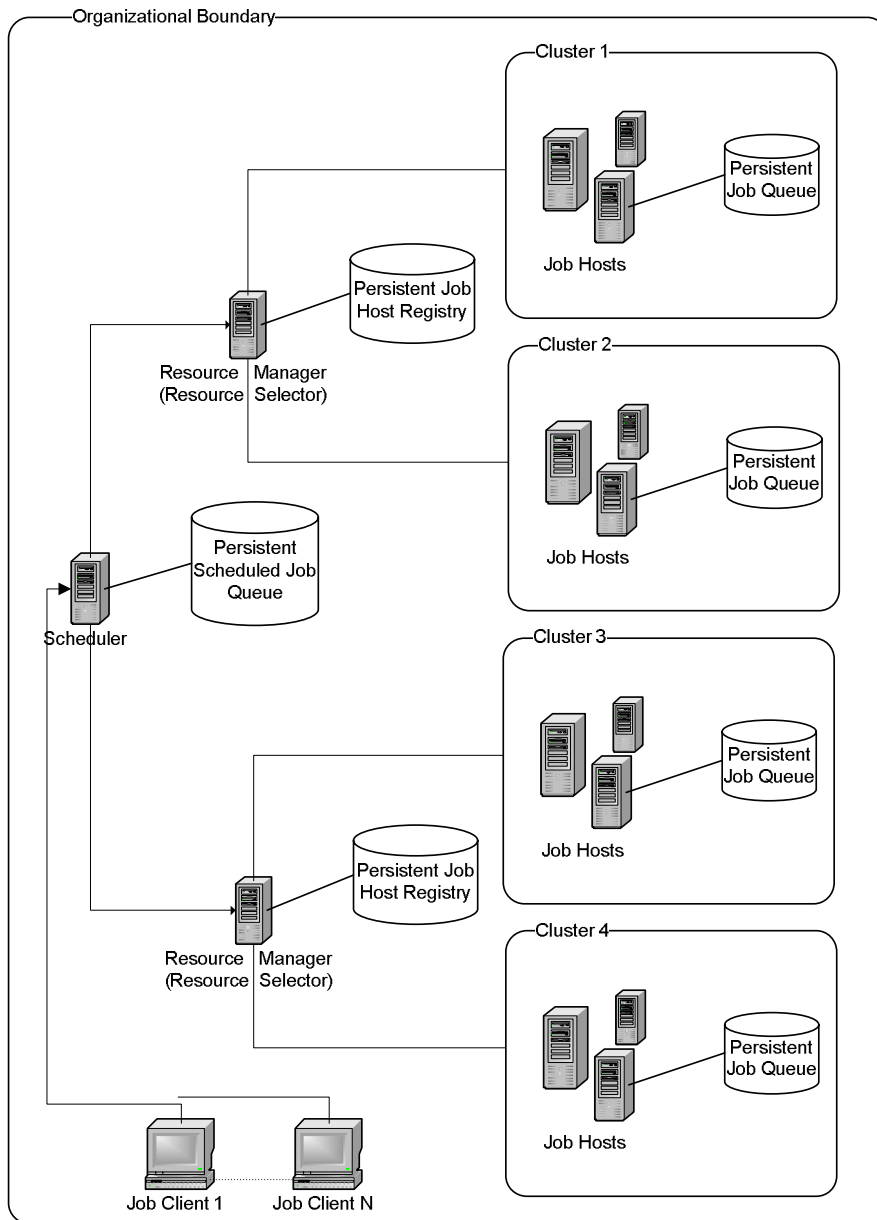 Organizational Boundary
Cluster 1
Persistent
Job Queue
Job Hosts
Persistent Job
Host Registry
Resource Manager
(Resource Selector)
Cluster 2
Persistent
Job Queue
Job Hosts
Persistent
Scheduled Job
Queue
Scheduler
Cluster 3
Persistent
Job Queue
Job Hosts
Persistent Job
Host Registry
Resource Manager
(Resource Selector)
Cluster 4
Persistent
Job Queue
Job Hosts
Job Client 1
Job Client N